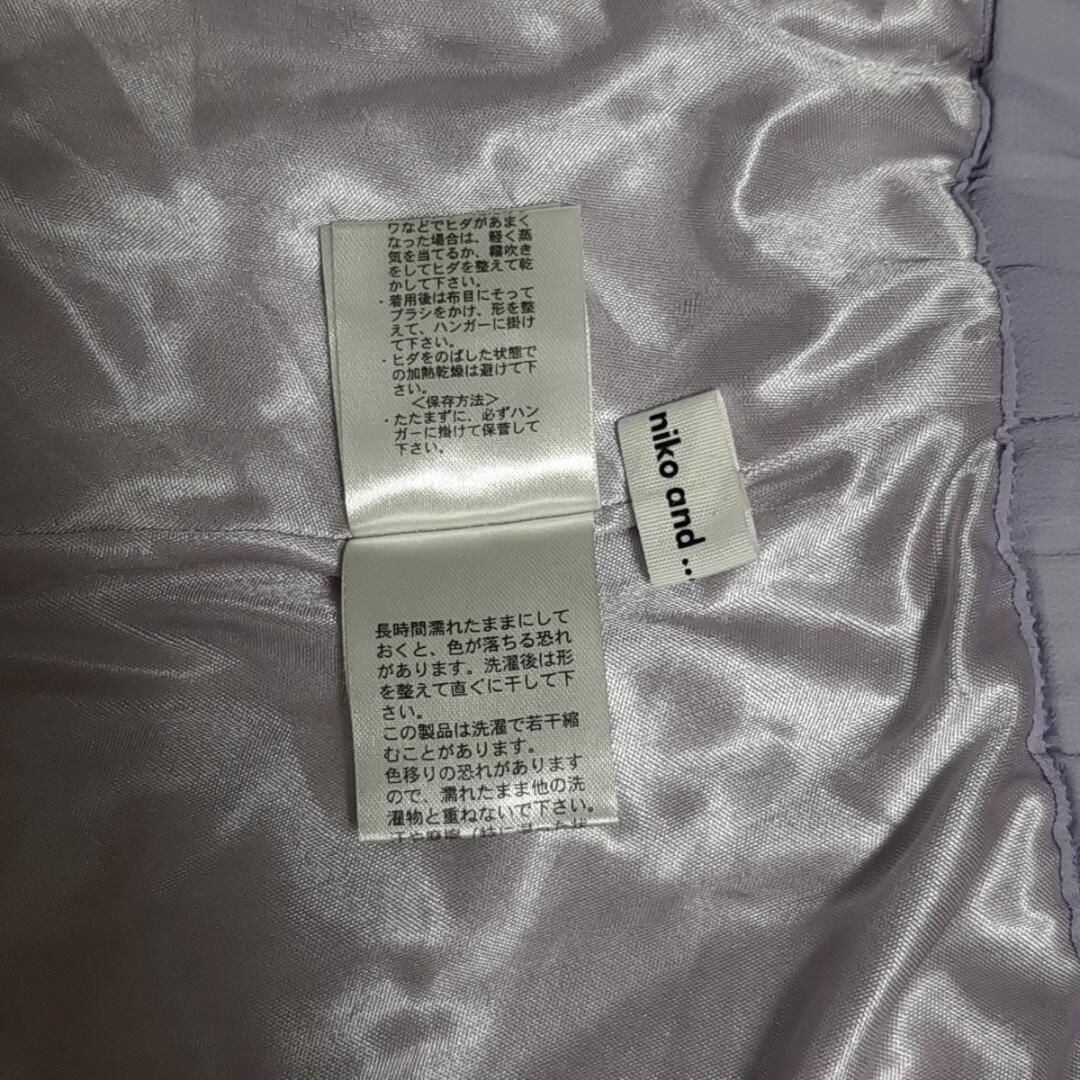 ワなどでヒダがあまく
なった場合は、軽く蒸
気を当てるか、霧吹き
をしてヒダを整えて乾
かして下さい。
・着用後は布目にそって
ブラシをかけ、形を整
えて、ハンガーに掛け
て下さい。
・ヒダをのばした状態で
の加熱乾燥は避けて下
さい。
＜保存方法＞
・たたまずに、必ずハン
ガーに掛けて保管して
下さい。
niko and ...
長時間濡れたままにして
おくと、色が落ちる恐れ
があります。洗濯後は形
を整えて直ぐに干して下
さい。
この製品は洗濯で若干縮
むことがあります。
色移りの恐れがあります
ので、濡れたまま他の洗
濯物と重ねないで下さい。